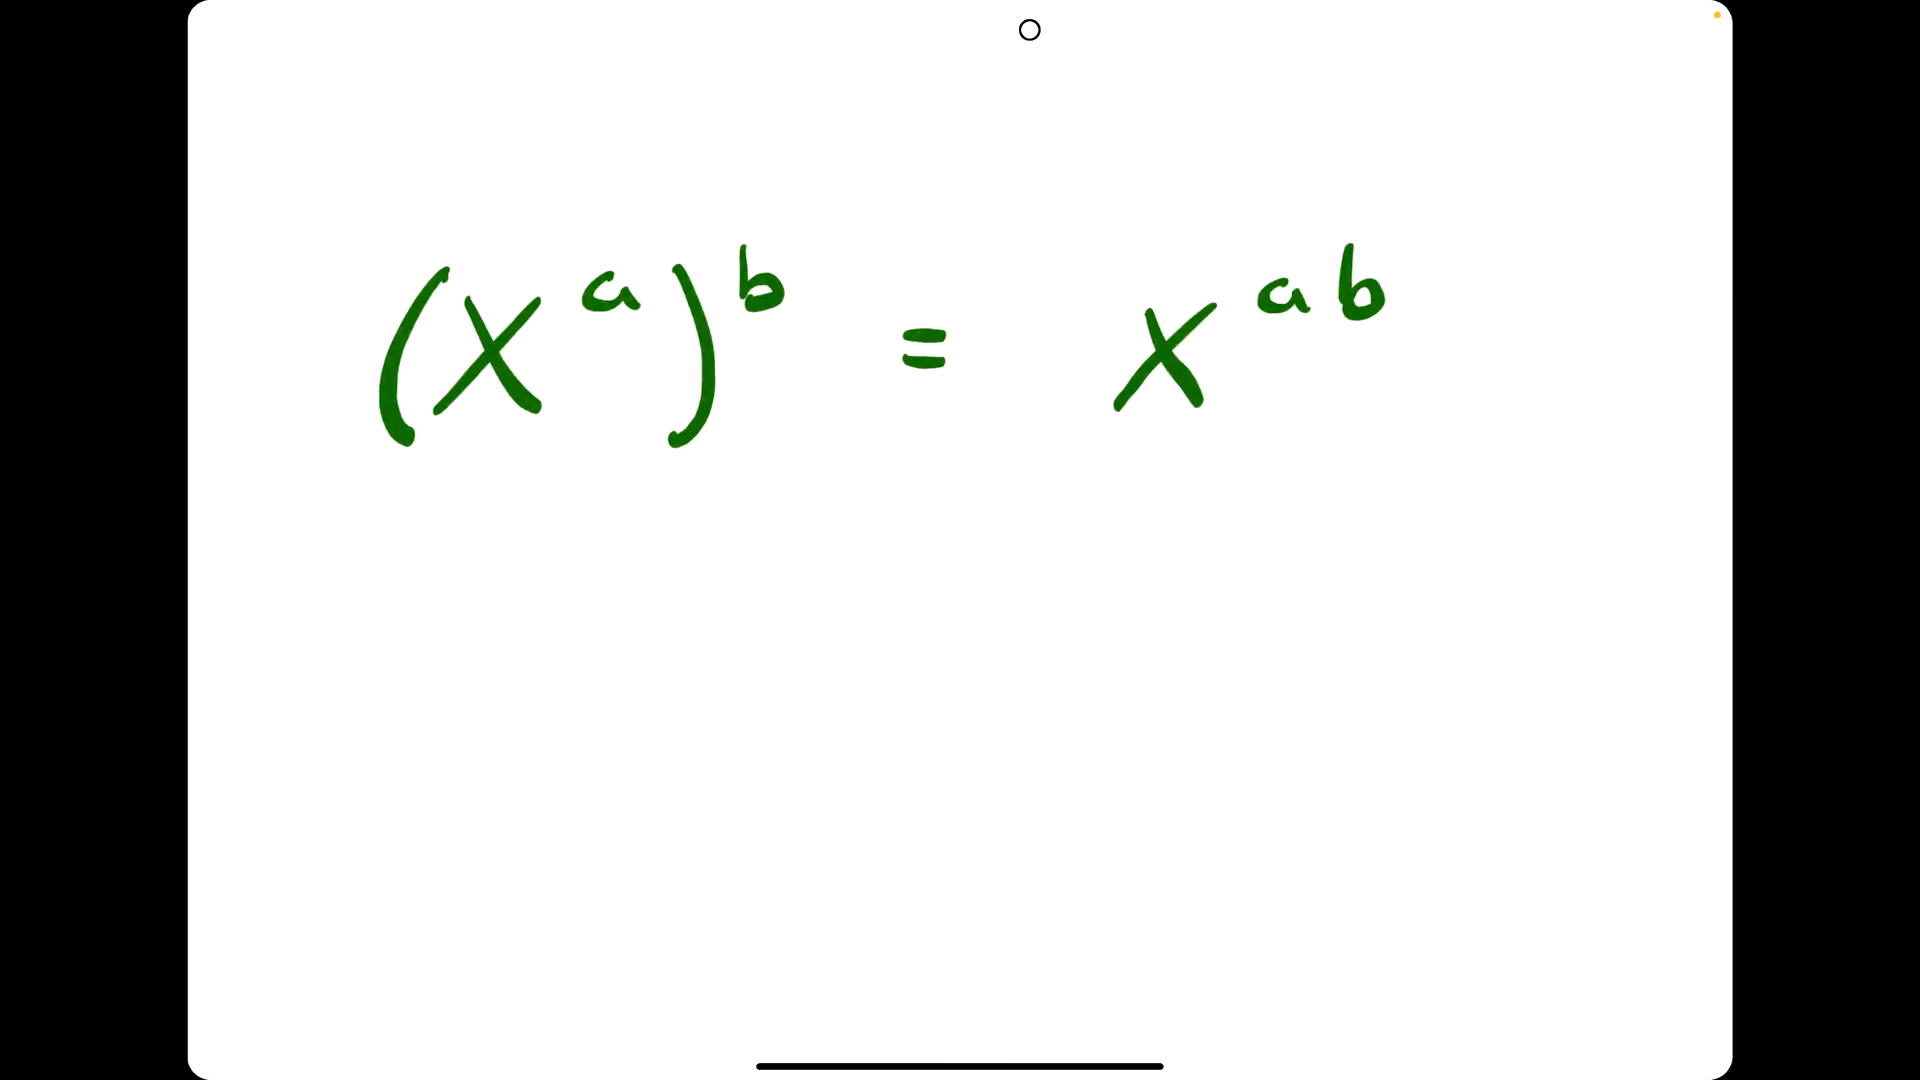 (x^a)^b = x^ab